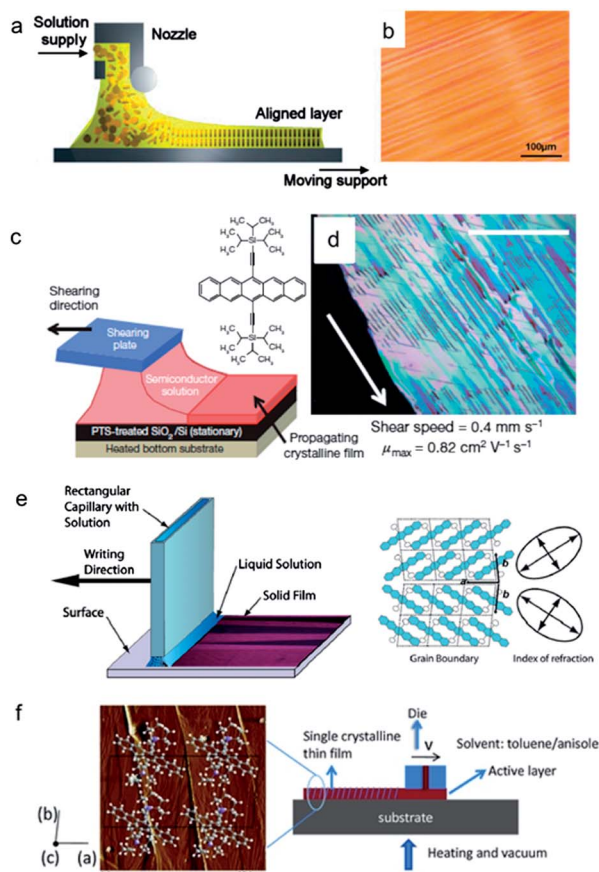 a
Solution
supply
Nozzle
Aligned layer
Moving support
b
100µm
c
Shearing
direction
Shearing
plate
Semiconductor
solution
PTS-treated SiO₂/Si (stationary)
Heated bottom substrate
Propagating
crystalline film
d
Shear speed = 0.4 mm s⁻¹
μmax = 0.82 cm² V⁻¹ s⁻¹
e
Rectangular
Capillary with
Solution
Writing
Direction
Surface
Liquid Solution
Solid Film
a
b
b
Grain Boundary
Index of refraction
f
(b)
(c)
(a)
Single crystalline
thin film
Die
V
Solvent: toluene/anisole
Active layer
substrate
Heating and vacuum